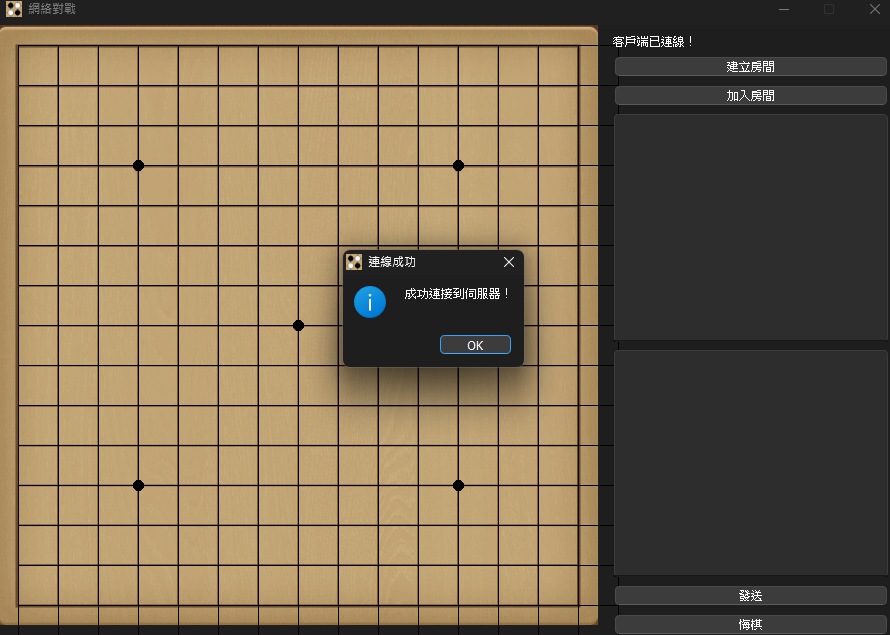 網絡對戰
客戶端已連線！
建立房間
加入房間
連線成功
成功連接到伺服器！
OK
發送
悔棋